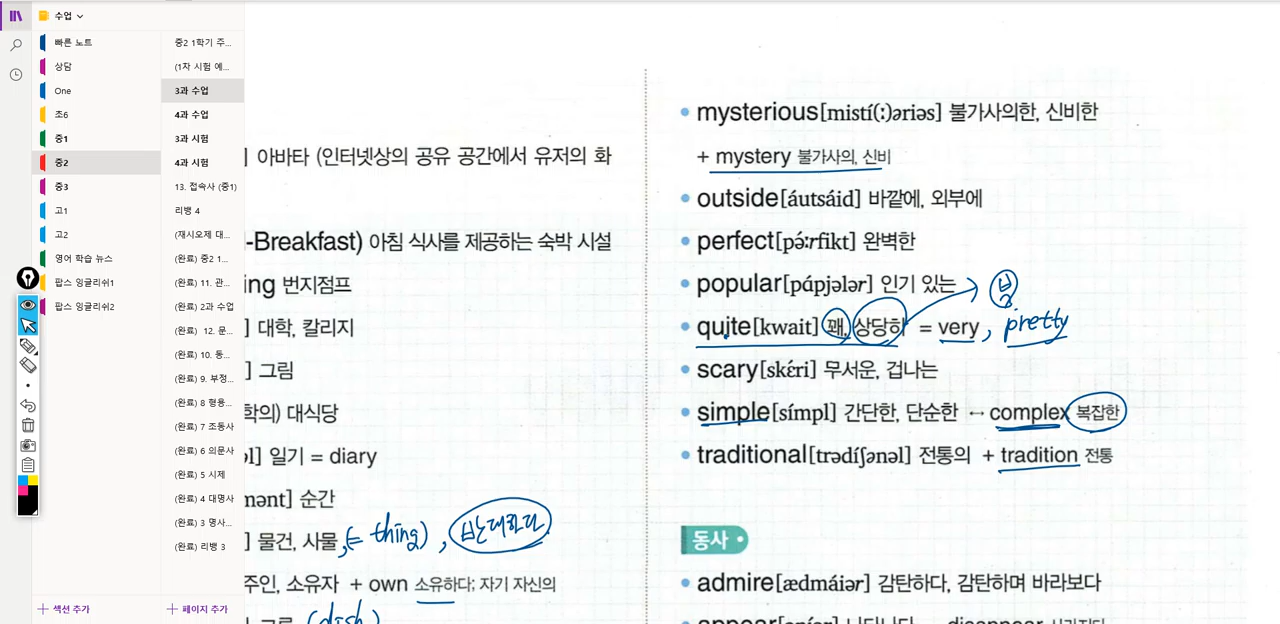 수업
빠른 노트
상담
One
초6
중1
중2
중3
고1
고2
영어 학습 뉴스
팝스 잉글리쉬1
팝스 잉글리쉬2
섹션 추가
중2 1학기 주...
(1차 시험 예...
3과 수업
4과 수업
3과 시험
4과 시험
13. 접속사 (중1)
리뱅 4
(재시오제 대...
(완료) 중2 1...
(완료) 11. 관...
(완료) 2과 수업
(완료) 12. 문...
(완료) 10. 동...
(완료) 9. 부정...
(완료) 8 형용...
(완료) 7 조동사
(완료) 6 의문사
(완료) 5 시제
(완료) 4 대명사
(완료) 3 명사...
(완료) 리뱅 3
페이지 추가
] 아바타 (인터넷상의 공유 공간에서 유저의 화
-Breakfast) 아침 식사를 제공하는 숙박 시설
ing 번지점프
] 대학, 칼리지
] 그림
학의) 대식당
əl] 일기 = diary
mənt] 순간
] 물건, 사물, (= thing), 반대한다
주인, 소유자 + own 소유하다; 자기 자신의
그릇 (dish)
mysterious[mistí(:)əriəs] 불가사의한, 신비한
+ mystery 불가사의, 신비
outside[áutsáid] 바깥에, 외부에
perfect[pə́:rfikt] 완벽한
popular[pápjələr] 인기 있는
quite[kwait] 꽤, 상당히 = very, pretty
scary[skɛ́ri] 무서운, 겁나는
simple[símpl] 간단한, 단순한 ↔ complex 복잡한
traditional[trədíʃənəl] 전통의 + tradition 전통
동사
admire[ædmáiər] 감탄하다, 감탄하며 바라보다